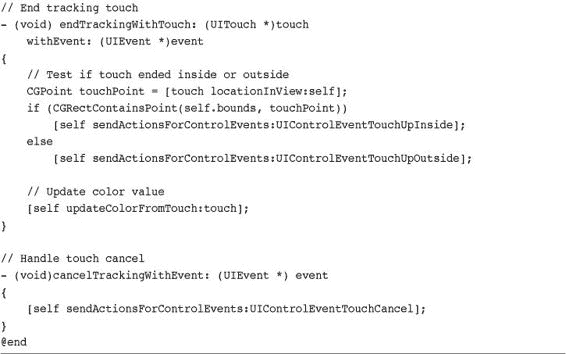 // End tracking touch
- (void) endTrackingWithTouch: (UITouch *)touch
    withEvent: (UIEvent *)event
{
    // Test if touch ended inside or outside
    CGPoint touchPoint = [touch locationInView:self];
    if (CGRectContainsPoint(self.bounds, touchPoint))
        [self sendActionsForControlEvents:UIControlEventTouchUpInside];
    else
        [self sendActionsForControlEvents:UIControlEventTouchUpOutside];

    // Update color value
    [self updateColorFromTouch:touch];
}

// Handle touch cancel
- (void)cancelTrackingWithEvent: (UIEvent *) event
{
    [self sendActionsForControlEvents:UIControlEventTouchCancel];
}
@end